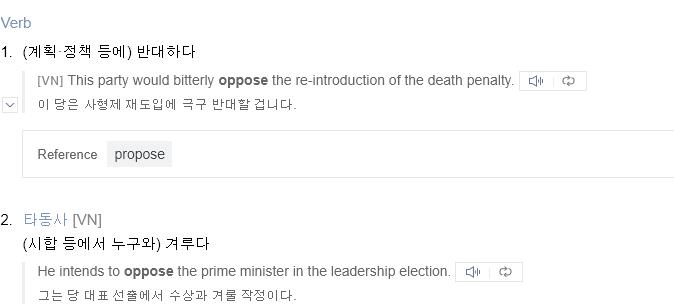 Verb
1. (계획·정책 등에) 반대하다
[VN] This party would bitterly oppose the re-introduction of the death penalty.
이 당은 사형제 재도입에 극구 반대할 겁니다.
Reference propose
2. 타동사 [VN]
(시합 등에서 누구와) 겨루다
He intends to oppose the prime minister in the leadership election.
그는 당 대표 선출에서 수상과 겨룰 작정이다.